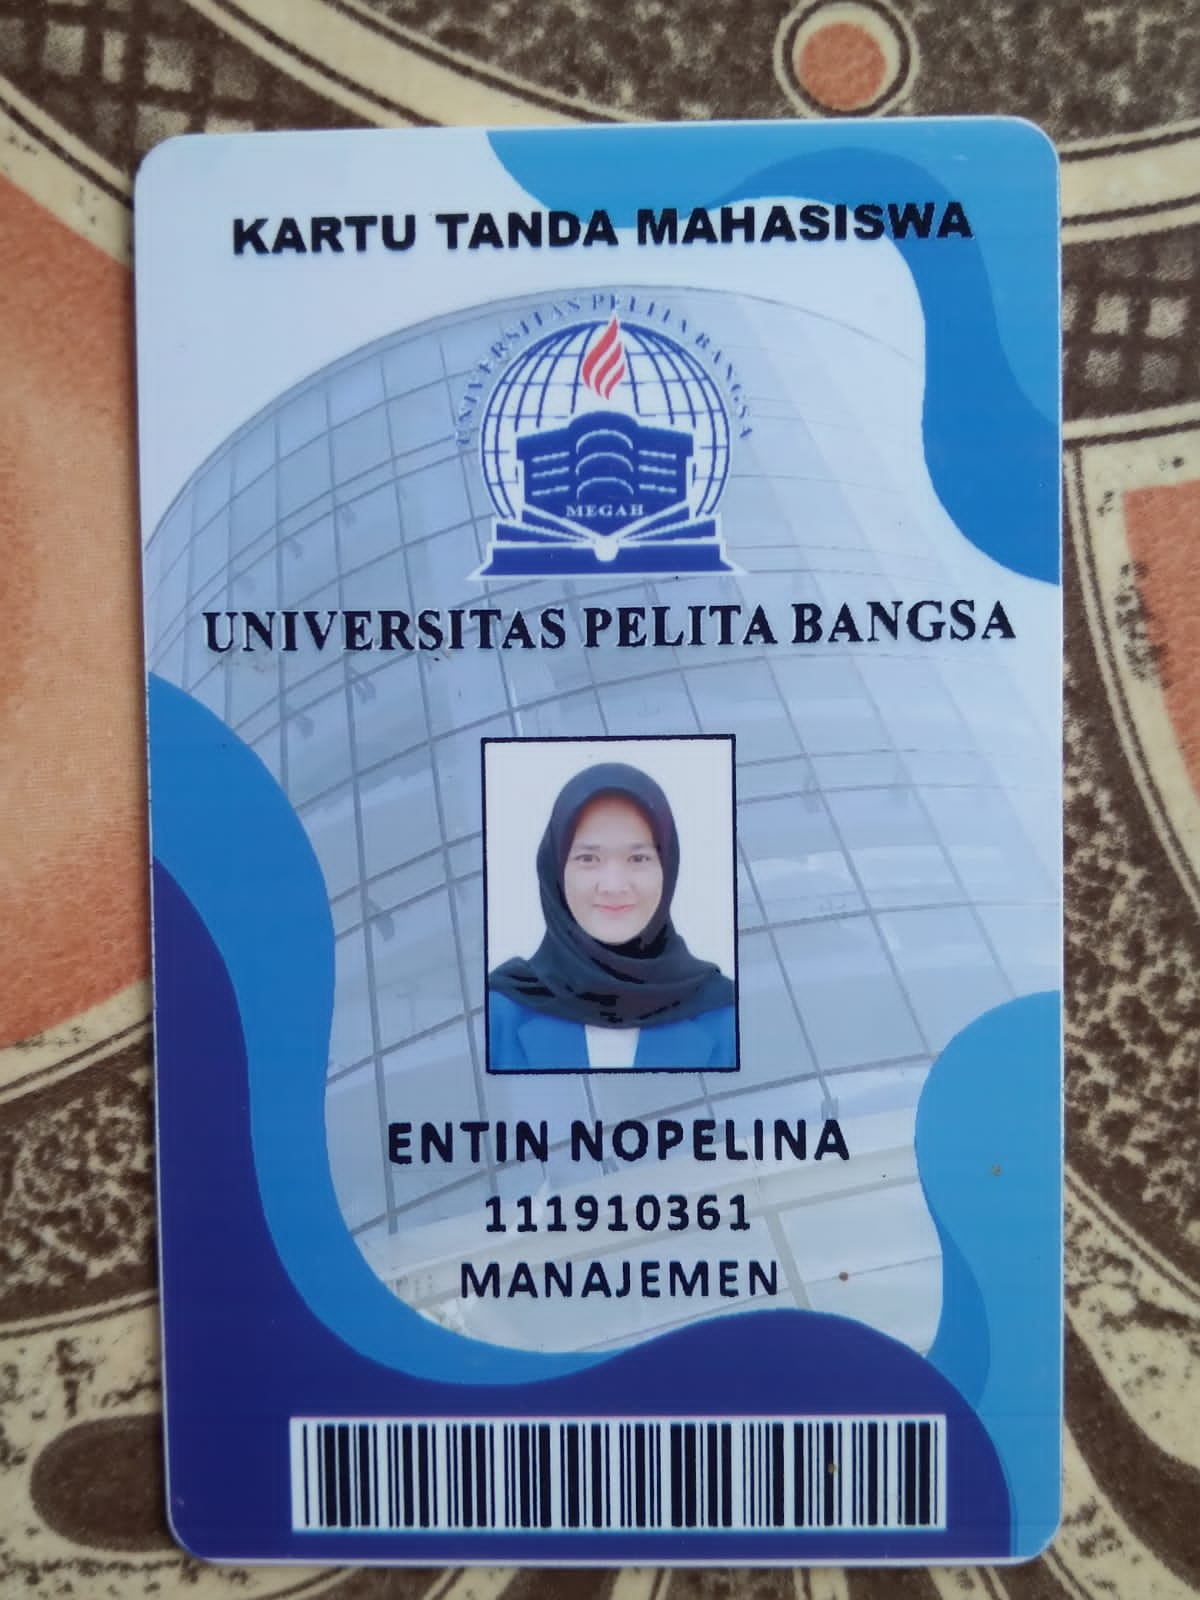 KARTU TANDA MAHASISWA
UNIVERSITAS PELITA BANGSA
MEGAH
UNIVERSITAS PELITA BANGSA
ENTIN NOPELINA
111910361
MANAJEMEN